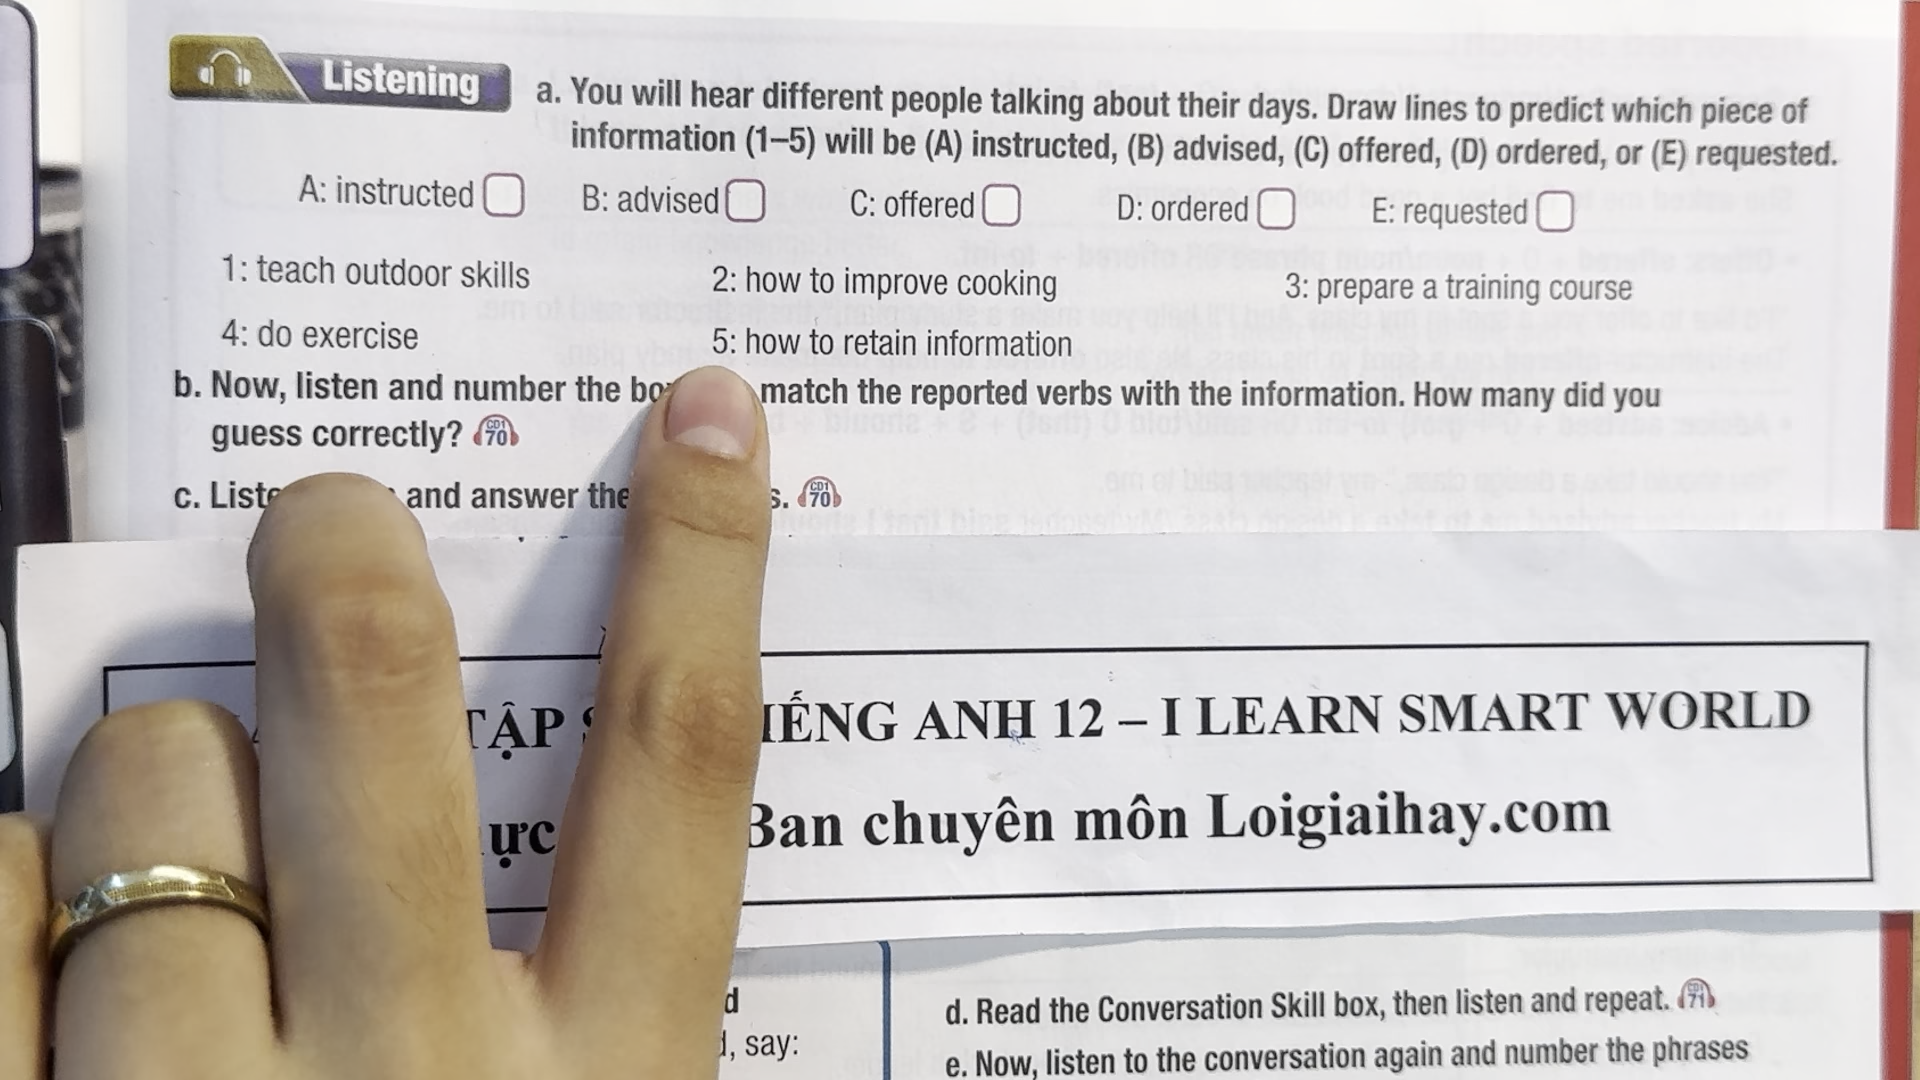 Listening
a. You will hear different people talking about their days. Draw lines to predict which piece of
information (1–5) will be (A) instructed, (B) advised, (C) offered, (D) ordered, or (E) requested.
A: instructed B: advised C: offered D: ordered E: requested
1: teach outdoor skills 2: how to improve cooking 3: prepare a training course
4: do exercise 5: how to retain information
b. Now, listen and number the match the reported verbs with the information. How many did you
guess correctly? CD1 70
c. and answer the CD1 70
TẬP ANH 12 – I LEARN SMART WORLD
Ban chuyên môn Loigiaihay.com
say:
d. Read the Conversation Skill box, then listen and repeat. CD1 71
e. Now, listen to the conversation again and number the phrases